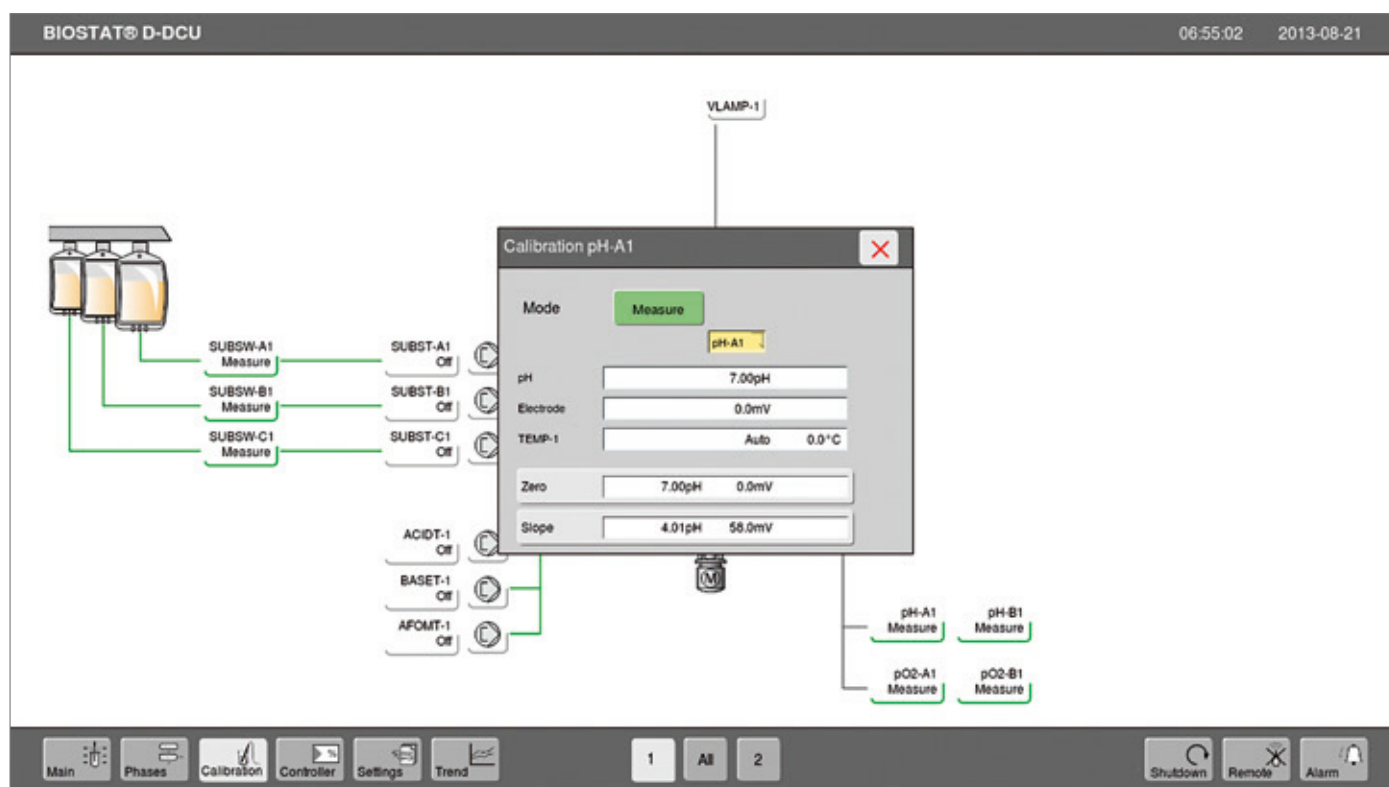 BIOSTAT® D-DCU 06:55:02 2013-08-21
VLAMP-1
Calibration pH-A1
Mode Measure
pH-A1
pH 7.00pH
Electrode 0.0mV
TEMP-1 Auto 0.0°C
Zero 7.00pH 0.0mV
Slope 4.01pH 58.0mV
SUBSW-A1 SUBST-A1
Measure Off
SUBSW-B1 SUBST-B1
Measure Off
SUBSW-C1 SUBST-C1
Measure Off
ACIDT-1
Off
BASET-1
Off
AFOMT-1
Off
M
pH-A1 pH-B1
Measure Measure
pO2-A1 pO2-B1
Measure Measure
Main Phases Calibration Controller % Settings Trend 1 All 2 Shutdown Remote Alarm